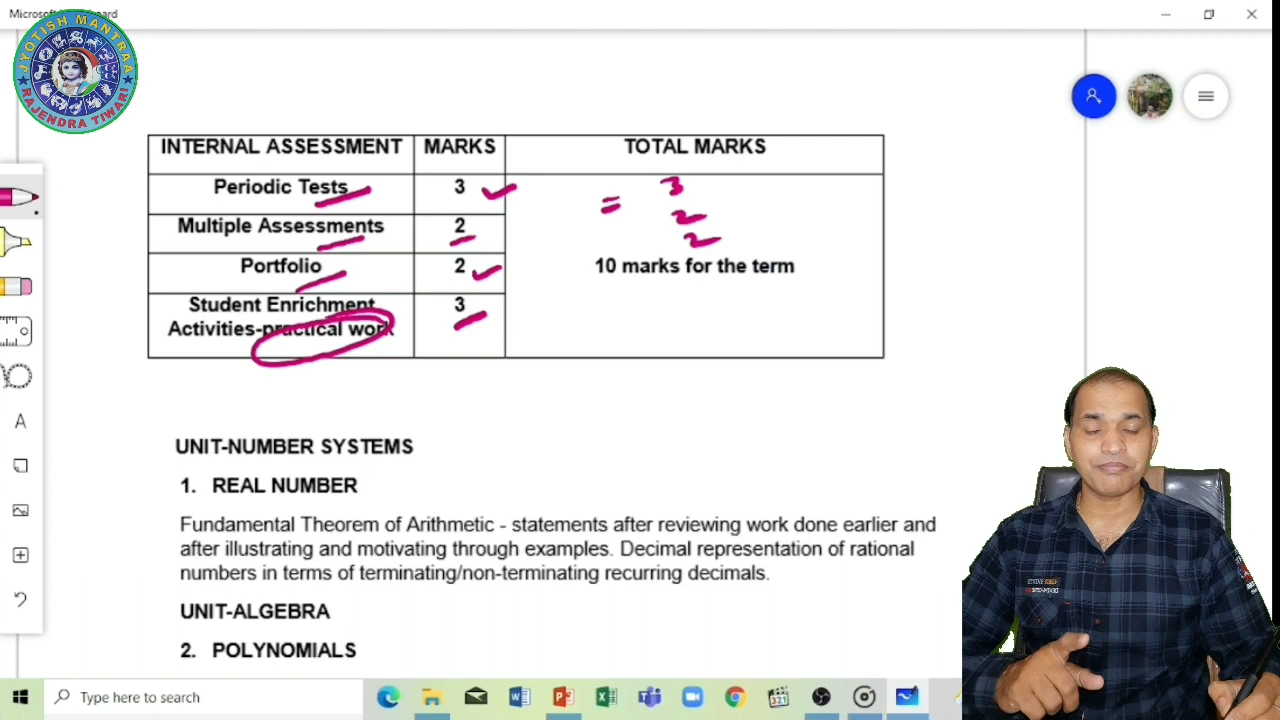 Microsoft
ard
JYOTISH MANTRAA
RAJENDRA TIWARI
INTERNAL ASSESSMENT MARKS TOTAL MARKS
Periodic Tests 3
= 3
Multiple Assessments 2
2
2
Portfolio 2 10 marks for the term
Student Enrichment 3
Activities-practical work
UNIT-NUMBER SYSTEMS
1. REAL NUMBER
Fundamental Theorem of Arithmetic - statements after reviewing work done earlier and
after illustrating and motivating through examples. Decimal representation of rational
numbers in terms of terminating/non-terminating recurring decimals.
UNIT-ALGEBRA
2. POLYNOMIALS
A
Type here to search
321